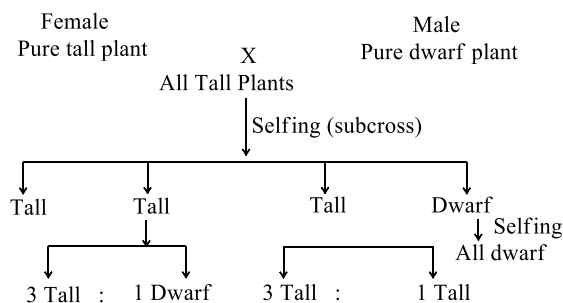 Female
Pure tall plant
Male
Pure dwarf plant
X
All Tall Plants
Selfing (subcross)
Tall Tall Tall Dwarf
Selfing
All dwarf
3 Tall : 1 Dwarf 3 Tall : 1 Tall